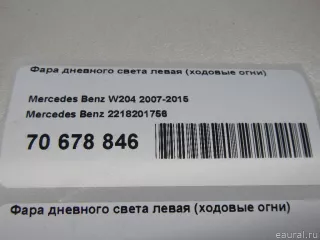 Фара дневного света левая (ходовые огни)
Mercedes Benz W204 2007-2015
Mercedes Benz 2218201756
70 678 846
Фара дневного света левая (ходовые огни)
eaural.ru